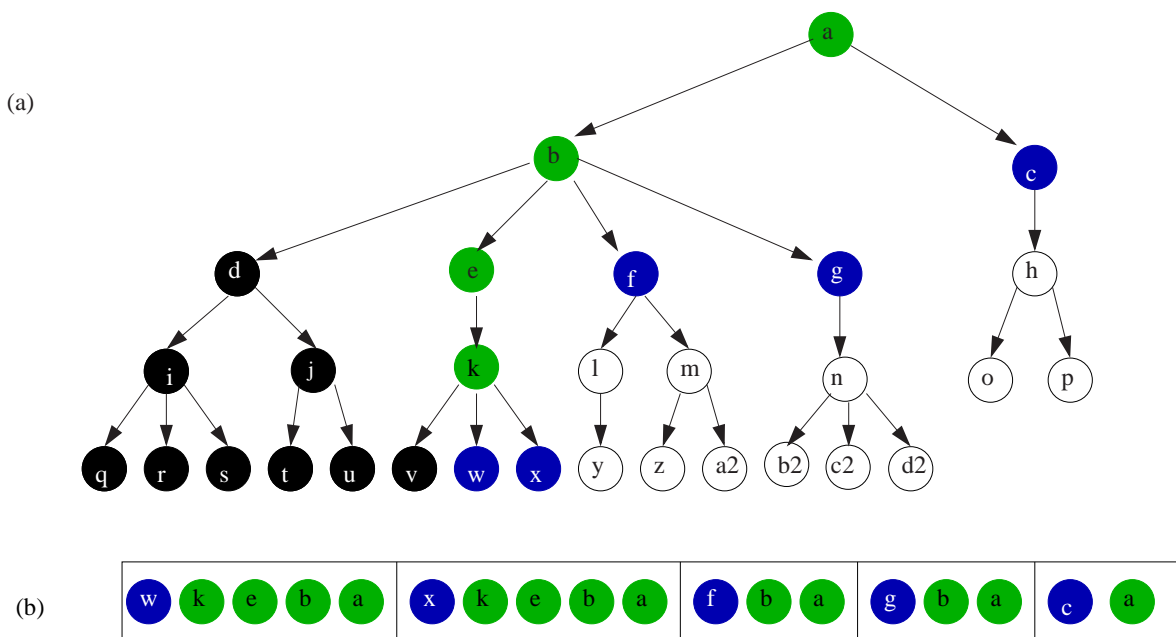 a
(a)
b
c
d e f g h
i j k l m n o p
q r s t u v w x y z a2 b2 c2 d2
(b) w k e b a x k e b a f b a g b a c a